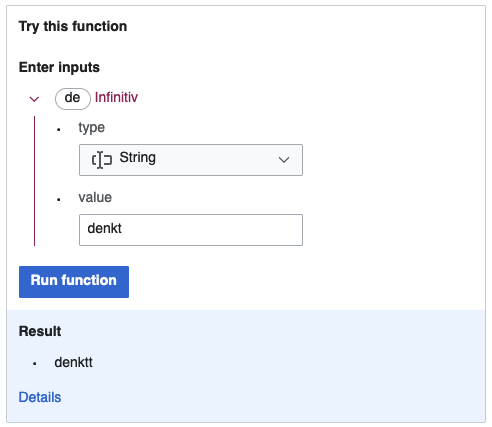 Try this function
Enter inputs
de Infinitiv
type
String
value
denkt
Run function
Result
denktt
Details